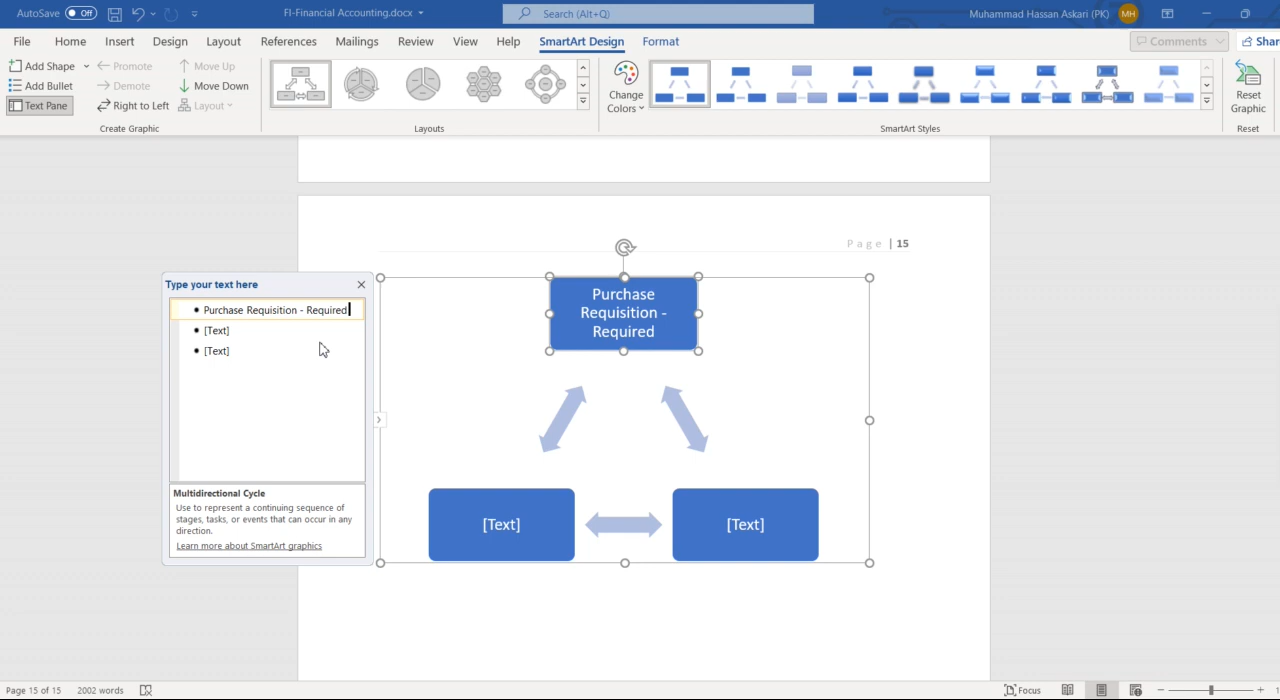 AutoSave Off FI-Financial Accounting.docx Search (Alt+Q) Muhammad Hassan Askari (PK) MH
File Home Insert Design Layout References Mailings Review View Help SmartArt Design Format Comments Shar
Add Shape Promote Move Up
Add Bullet Demote Move Down
Text Pane Right to Left Layout
Change
Colors
Reset
Graphic
Create Graphic Layouts SmartArt Styles Reset
Page | 15
Type your text here
Purchase Requisition - Required
[Text]
[Text]
Multidirectional Cycle
Use to represent a continuing sequence of
stages, tasks, or events that can occur in any
direction.
Learn more about SmartArt graphics
Purchase
Requisition -
Required
[Text] [Text]
Page 15 of 15 2002 words Focus 1